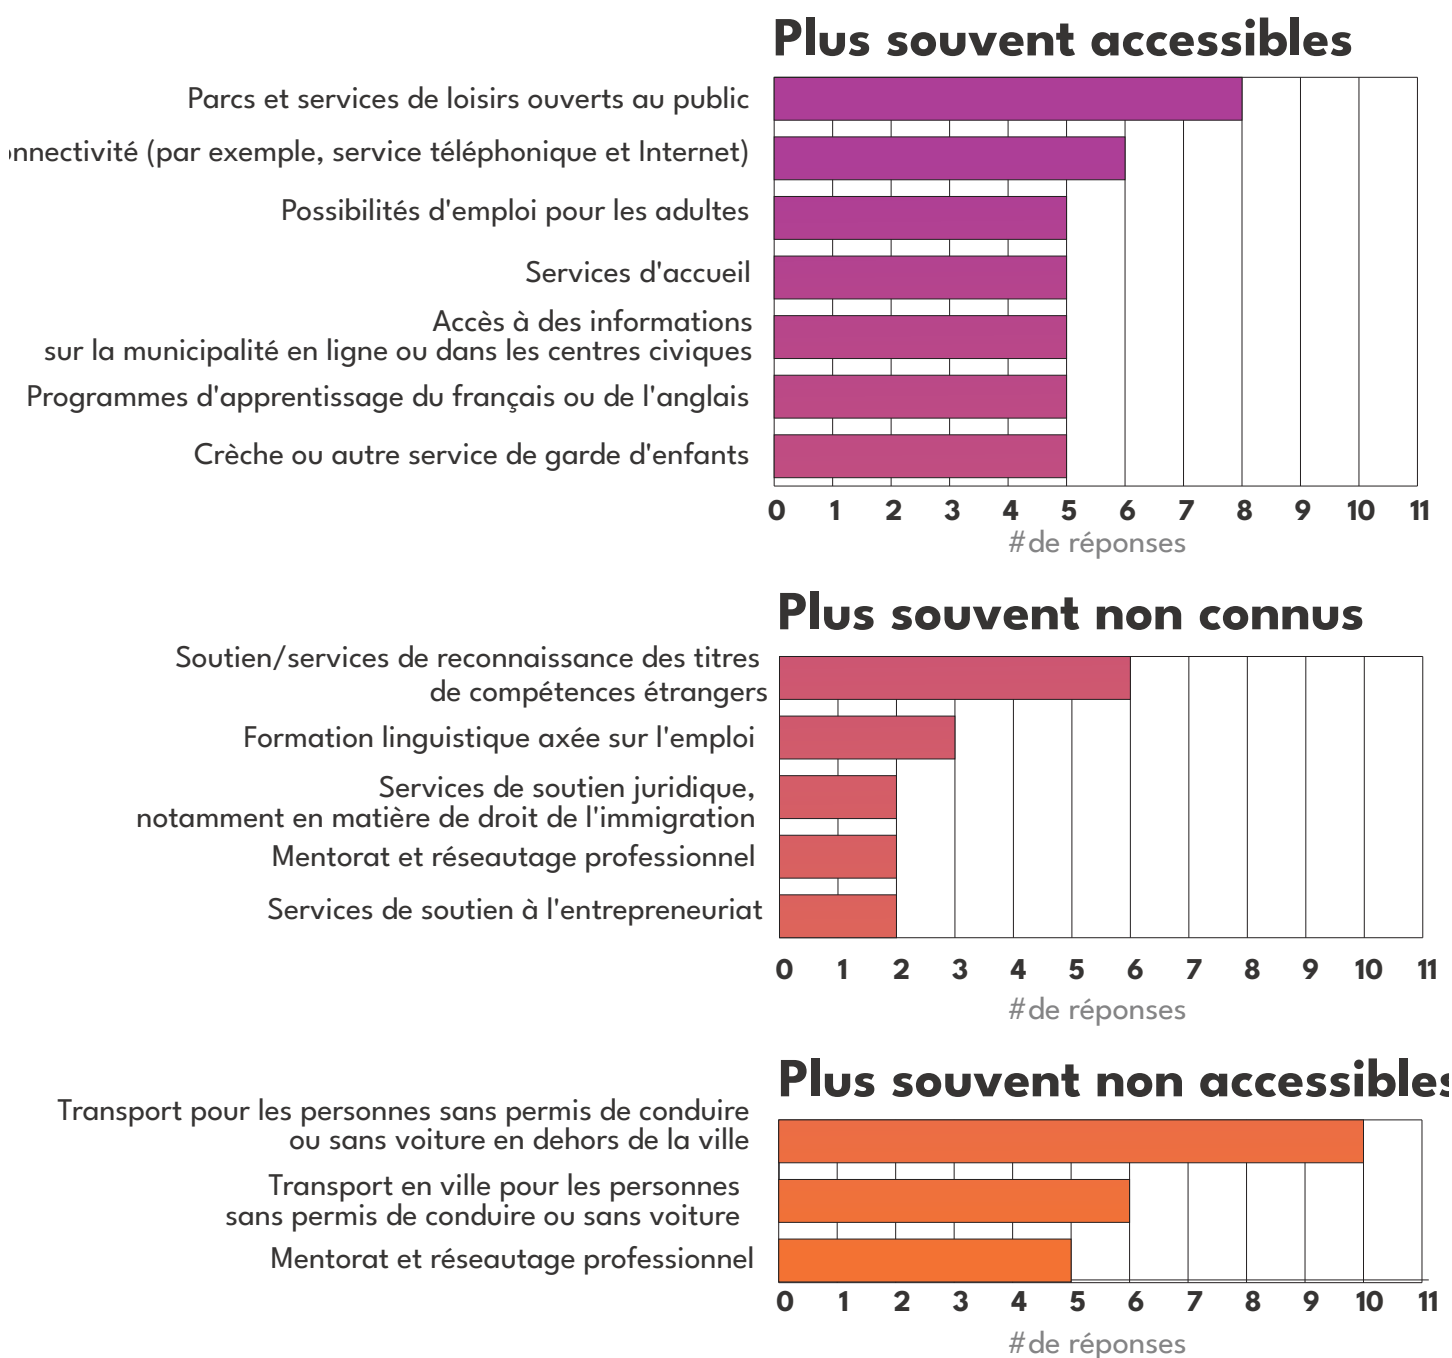 Plus souvent accessibles
Parcs et services de loisirs ouverts au public
(par exemple, service téléphonique et Internet)
Possibilités d'emploi pour les adultes
Services d'accueil
Accès à des informations
sur la municipalité en ligne ou dans les centres civiques
Programmes d'apprentissage du français ou de l'anglais
Crèche ou autre service de garde d'enfants
0 1 2 3 4 5 6 7 8 9 10 11
#de réponses
Plus souvent non connus
Soutien/services de reconnaissance des titres
de compétences étrangers
Formation linguistique axée sur l'emploi
Services de soutien juridique,
notamment en matière de droit de l'immigration
Mentorat et réseautage professionnel
Services de soutien à l'entrepreneuriat
0 1 2 3 4 5 6 7 8 9 10 11
#de réponses
Plus souvent non accessibles
Transport pour les personnes sans permis de conduire
ou sans voiture en dehors de la ville
Transport en ville pour les personnes
sans permis de conduire ou sans voiture
Mentorat et réseautage professionnel
0 1 2 3 4 5 6 7 8 9 10 11
#de réponses